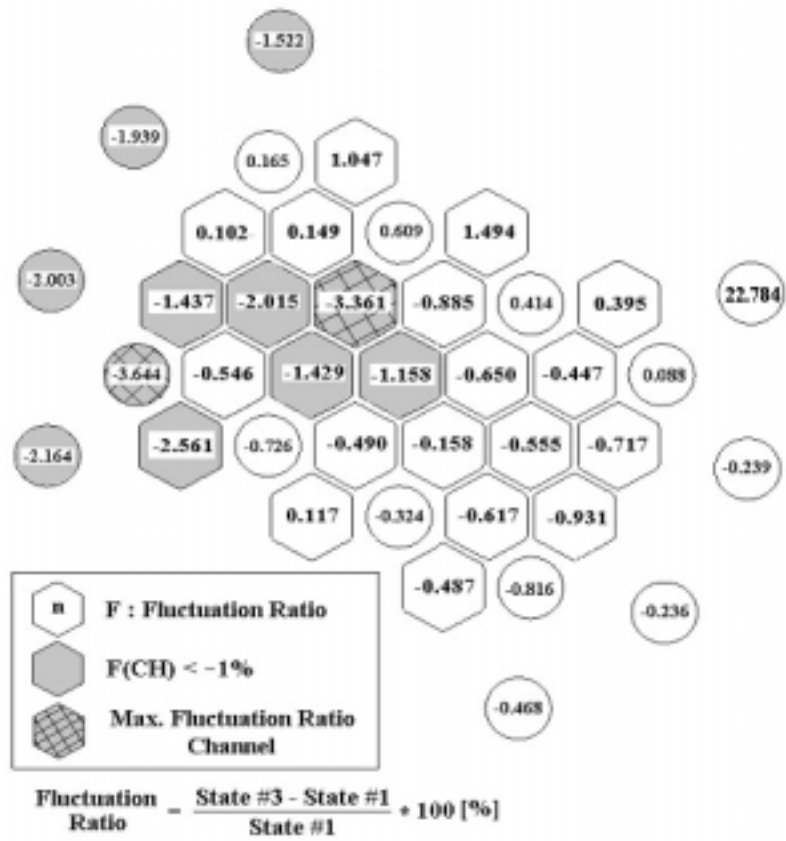 -1.522
-1.939
0.165 1.047
0.102 0.149 0.609 1.494
-2.003 -1.437 -2.015 -3.361 -0.885 0.414 0.395 22.784
-3.644 -0.546 -1.429 -1.158 -0.650 -0.447 0.088
-2.164 -2.561 -0.726 -0.490 -0.158 -0.555 -0.717 -0.239
0.117 -0.324 -0.617 -0.931
-0.487 -0.816
-0.236
-0.468
n F : Fluctuation Ratio
F(CH) < -1%
Max. Fluctuation Ratio
Channel
Fluctuation Ratio = State #3 - State #1 / State #1 * 100 [%]